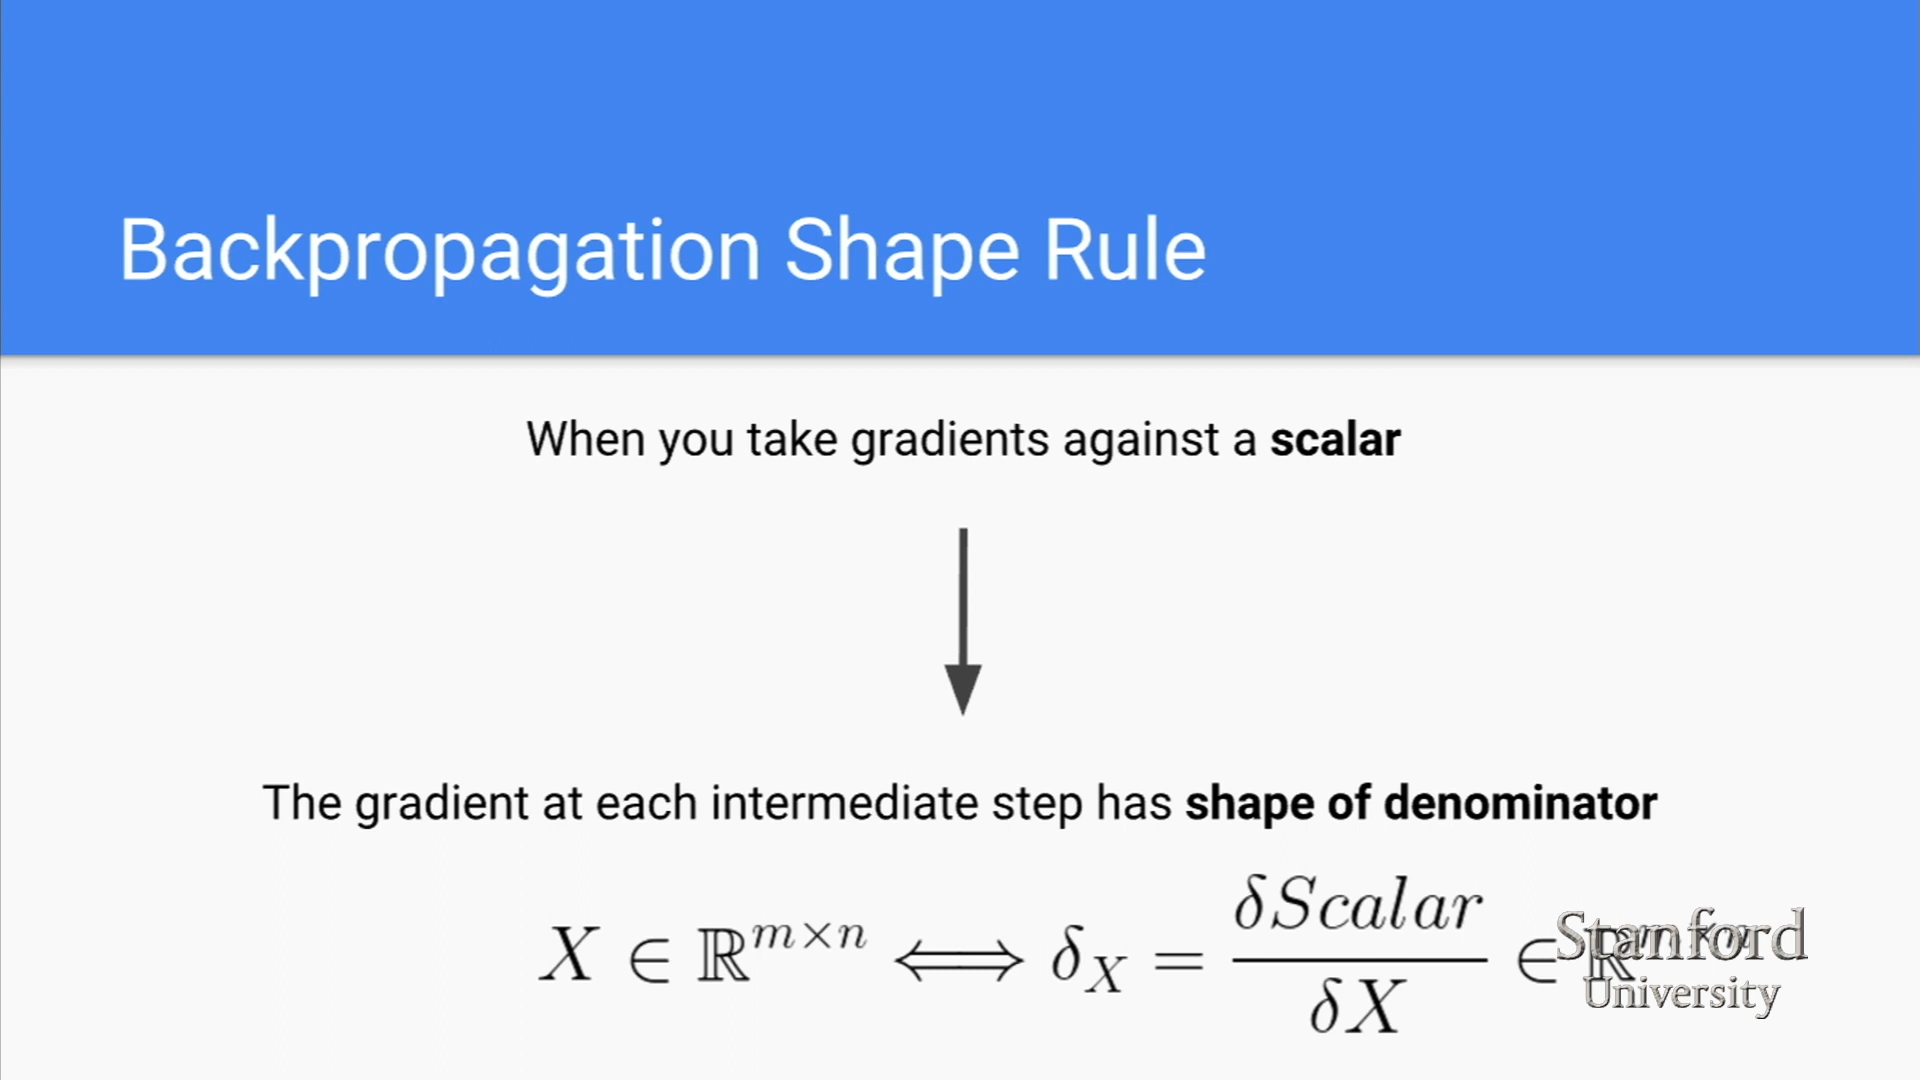 Backpropagation Shape Rule
When you take gradients against a scalar
The gradient at each intermediate step has shape of denominator
X ∈ ℝ^{m×n} ⟺ δ_X = δScalar / δX ∈ ℝ^{m×n}
Stanford
University